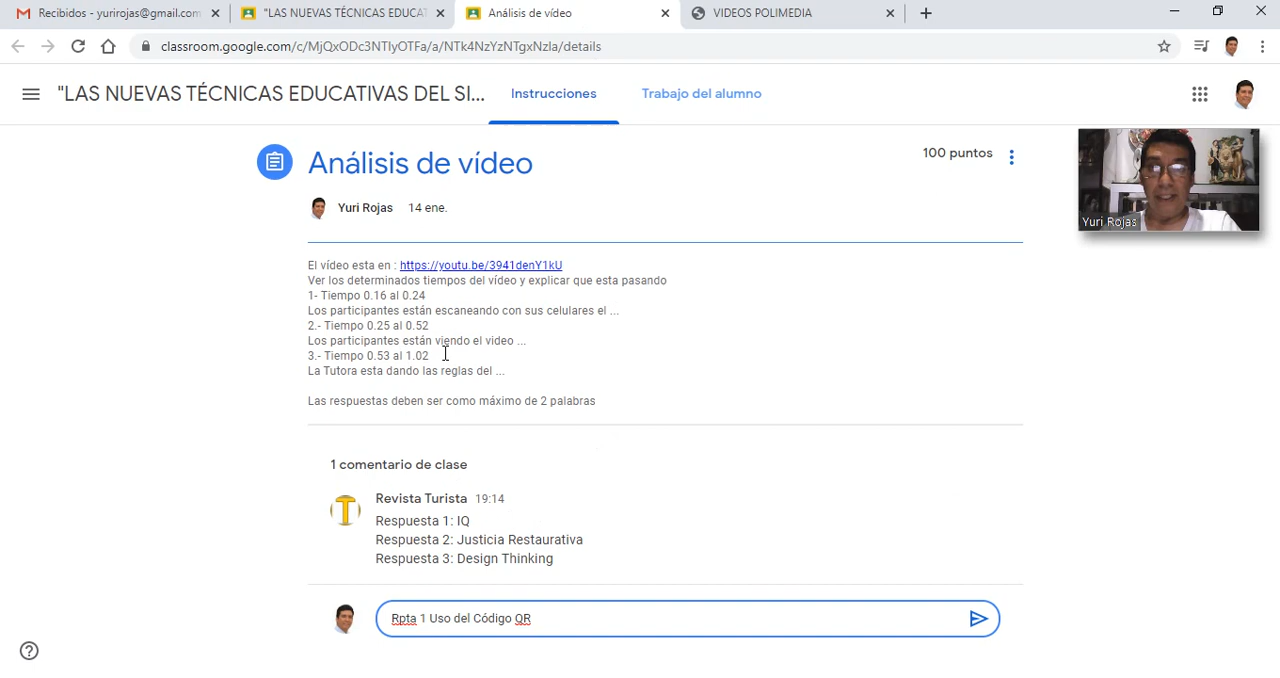 Recibidos - yurirojas@gmail.com
"LAS NUEVAS TÉCNICAS EDUCAT
Análisis de vídeo
VIDEOS POLIMEDIA
classroom.google.com/c/MjQxODc3NTIyOTFa/a/NTk4NzYzNTgxNzla/details
"LAS NUEVAS TÉCNICAS EDUCATIVAS DEL SI...
Instrucciones
Trabajo del alumno
Análisis de vídeo
100 puntos
Yuri Rojas 14 ene.
Yuri Rojas
El vídeo esta en : https://youtu.be/3941denY1kU
Ver los determinados tiempos del vídeo y explicar que esta pasando
1- Tiempo 0.16 al 0.24
Los participantes están escaneando con sus celulares el ...
2.- Tiempo 0.25 al 0.52
Los participantes están viendo el video ...
3.- Tiempo 0.53 al 1.02
La Tutora esta dando las reglas del ...
Las respuestas deben ser como máximo de 2 palabras
1 comentario de clase
Revista Turista 19:14
Respuesta 1: IQ
Respuesta 2: Justicia Restaurativa
Respuesta 3: Design Thinking
Rpta 1 Uso del Código QR